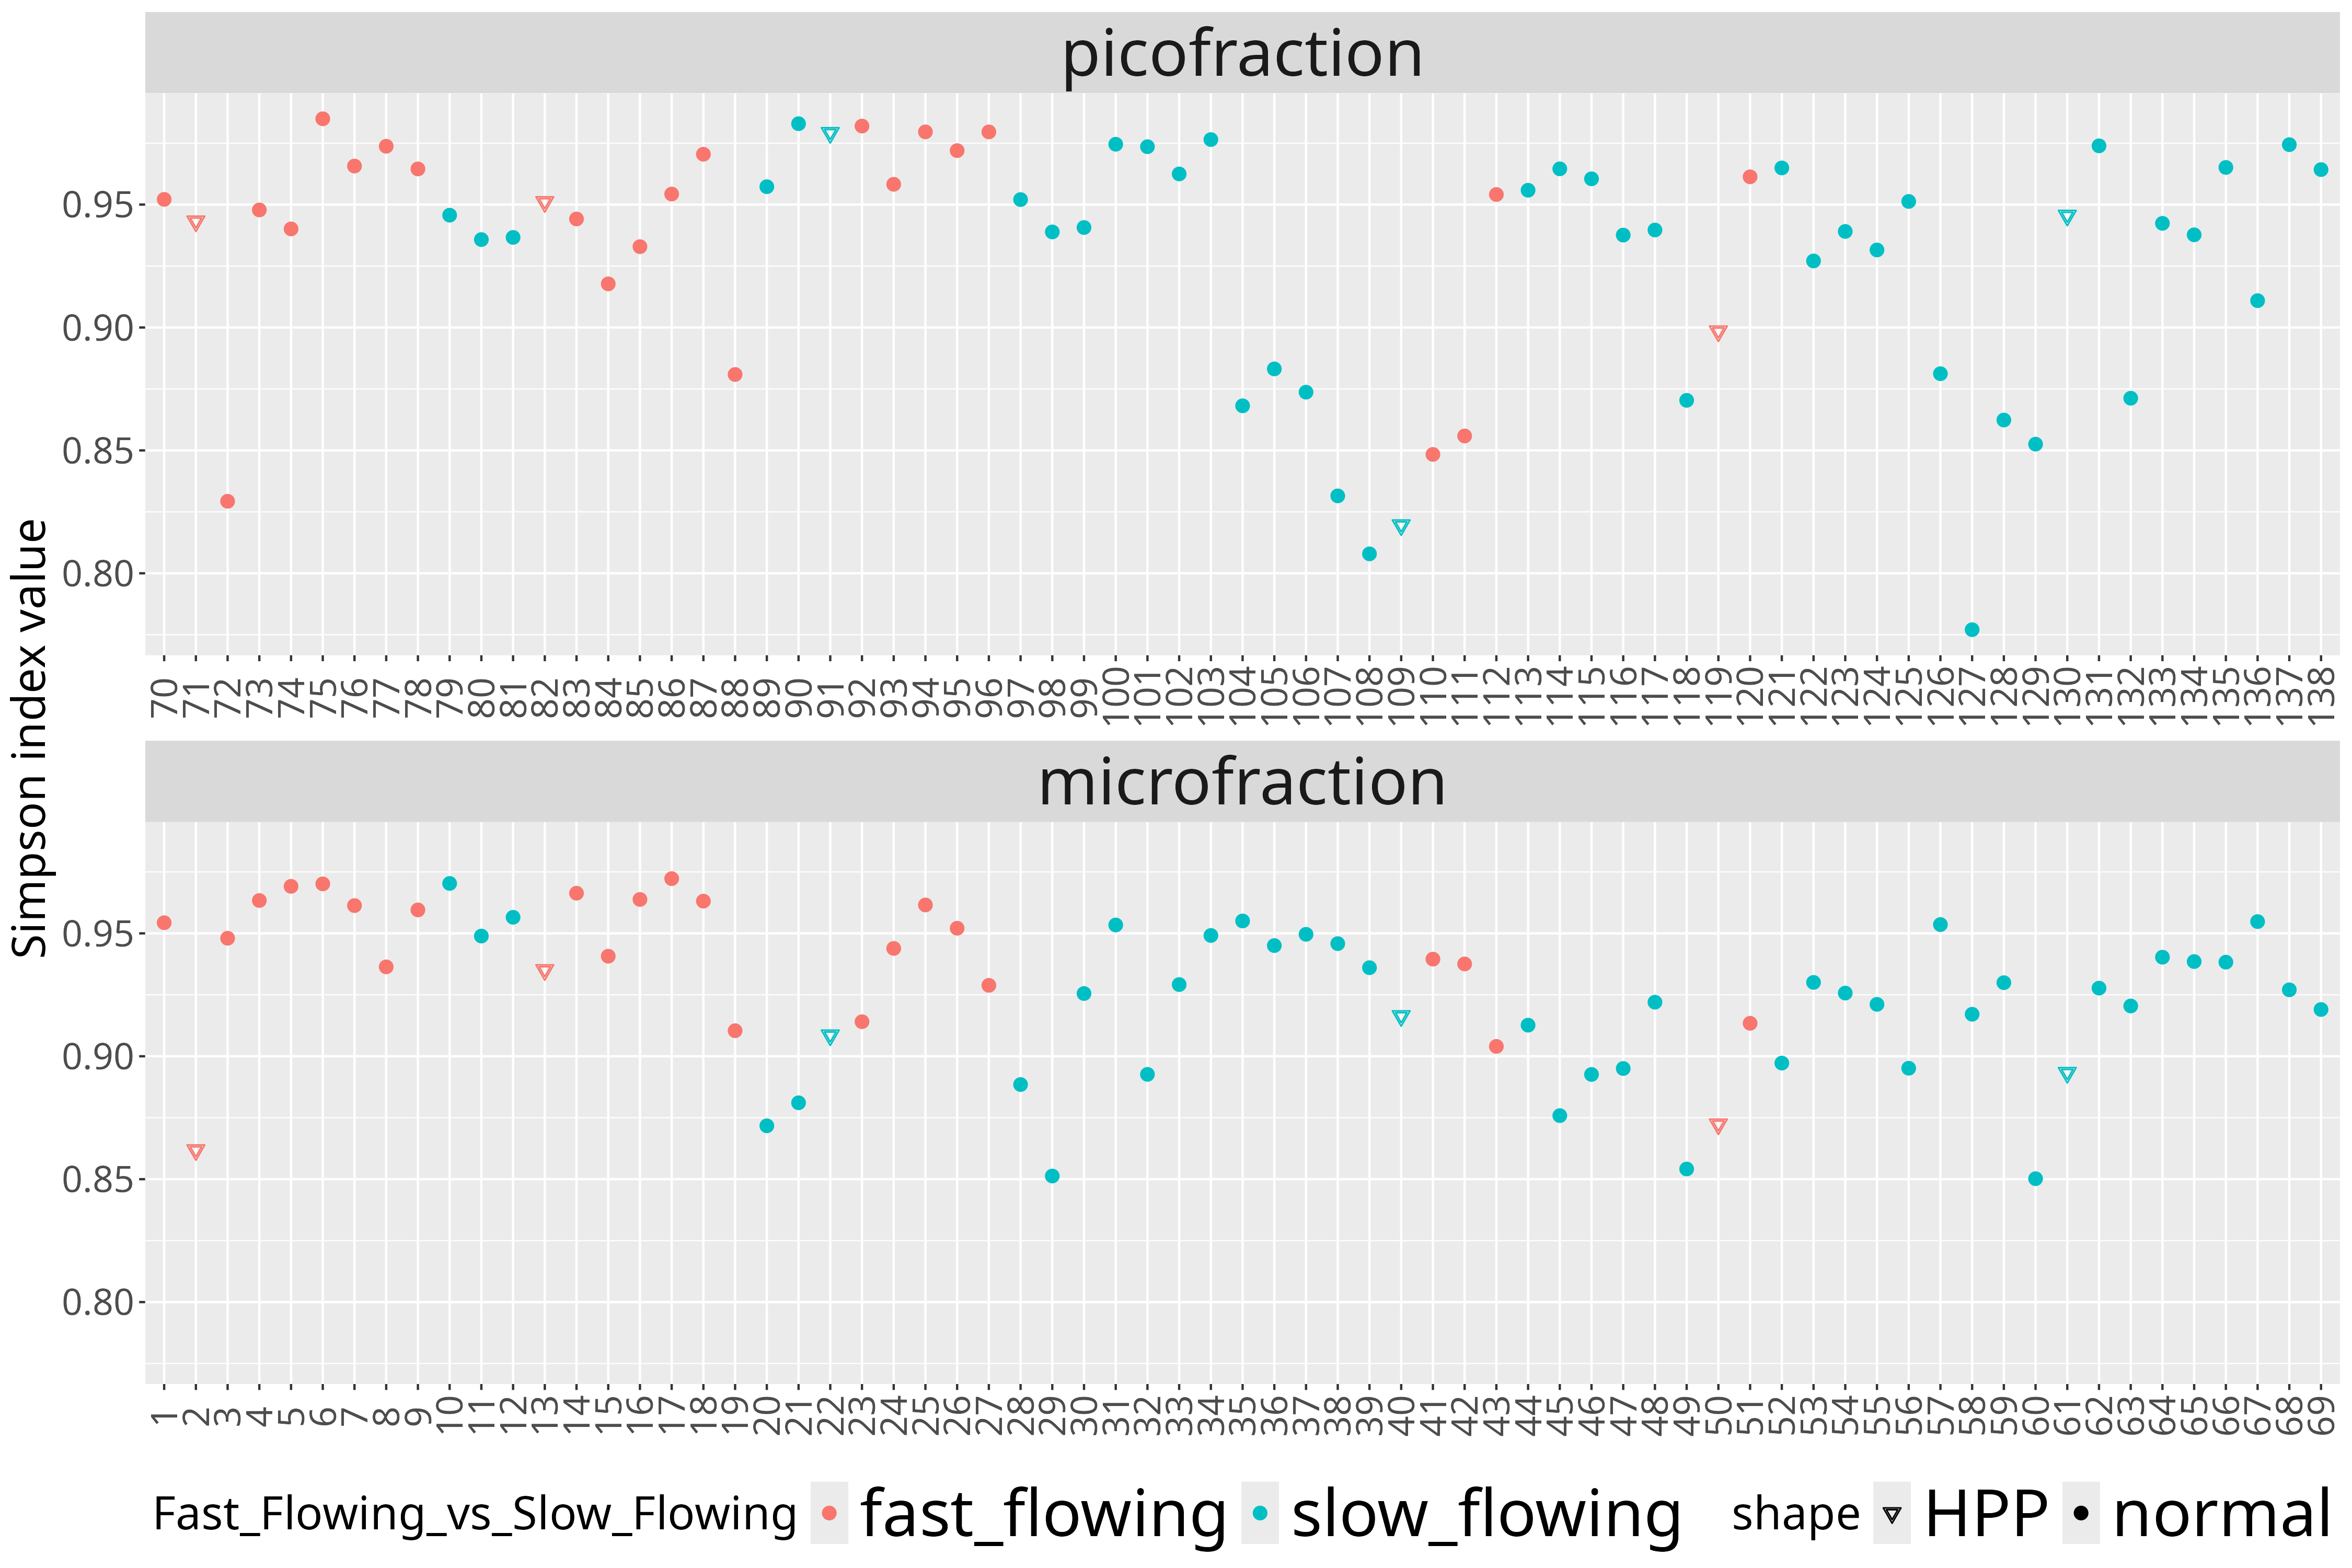 picofraction
Simpson index value
0.95
0.90
0.85
0.80
70 71 72 73 74 75 76 77 78 79 80 81 82 83 84 85 86 87 88 89 90 91 92 93 94 95 96 97 98 99 100 101 102 103 104 105 106 107 108 109 110 111 112 113 114 115 116 117 118 119 120 121 122 123 124 125 126 127 128 129 130 131 132 133 134 135 136 137 138
microfraction
0.95
0.90
0.85
0.80
1 2 3 4 5 6 7 8 9 10 11 12 13 14 15 16 17 18 19 20 21 22 23 24 25 26 27 28 29 30 31 32 33 34 35 36 37 38 39 40 41 42 43 44 45 46 47 48 49 50 51 52 53 54 55 56 57 58 59 60 61 62 63 64 65 66 67 68 69
Fast_Flowing_vs_Slow_Flowing fast_flowing slow_flowing shape HPP normal